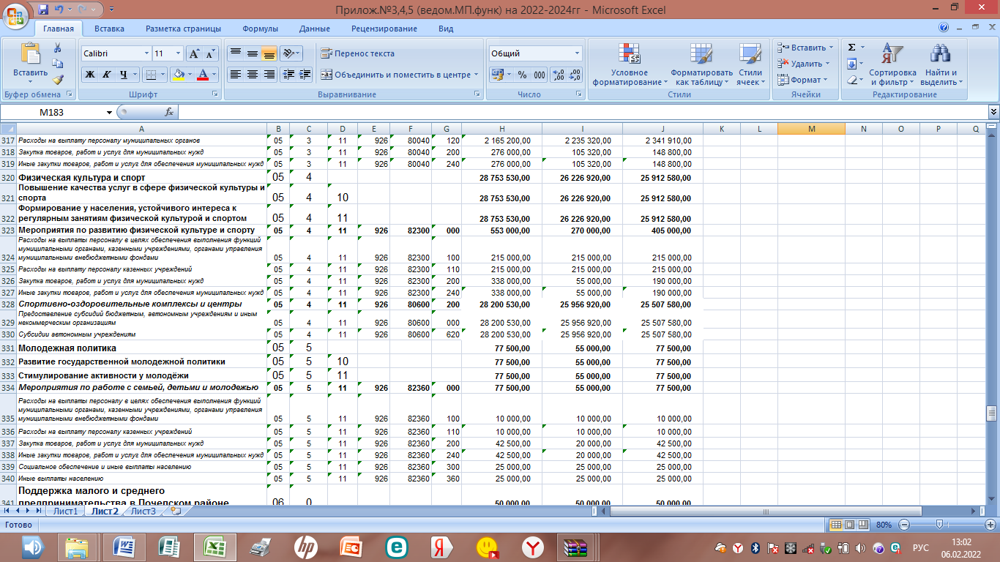 Прилож.№3,4,5 (ведом.МП.функ) на 2022-2024гг - Microsoft Excel
Главная Вставка Разметка страницы Формулы Данные Рецензирование Вид
Вставить Calibri 11 Перенос текста Общий Условное форматирование Форматировать как таблицу Стили ячеек Вставить Σ Сортировка и фильтр Найти и выделить
Ж К Ч А Объединить и поместить в центре % 000 Удалить
Формат
Буфер обмена Шрифт Выравнивание Число Стили Ячейки Редактирование
M183 fx
A B C D E F G H I J K L M N O P Q
317 Расходы на выплату персоналу муниципальных органов 05 3 11 926 80040 120 2 165 200,00 2 235 320,00 2 341 910,00
318 Закупка товаров, работ и услуг для муниципальных нужд 05 3 11 926 80040 200 276 000,00 105 320,00 148 800,00
319 Иные закупки товаров, работ и услуг для обеспечения муниципальных нужд 05 3 11 926 80040 240 276 000,00 105 320,00 148 800,00
320 Физическая культура и спорт 05 4 28 753 530,00 26 226 920,00 25 912 580,00
Повышение качества услуг в сфере физической культуры и
321 спорта 05 4 10 28 753 530,00 26 226 920,00 25 912 580,00
Формирование у населения, устойчивого интереса к
322 регулярным занятиям физической культурой и спортом 05 4 11 28 753 530,00 26 226 920,00 25 912 580,00
323 Мероприятия по развитию физической культуре и спорту 05 4 11 926 82300 000 553 000,00 270 000,00 405 000,00
Расходы на выплаты персоналу в целях обеспечения выполнения функций
муниципальными органами, казенными учреждениями, органами управления
324 муниципальными внебюджетными фондами 05 4 11 926 82300 100 215 000,00 215 000,00 215 000,00
325 Расходы на выплату персоналу казенных учреждений 05 4 11 926 82300 110 215 000,00 215 000,00 215 000,00
326 Закупка товаров, работ и услуг для муниципальных нужд 05 4 11 926 82300 200 338 000,00 55 000,00 190 000,00
327 Иные закупки товаров, работ и услуг для обеспечения муниципальных нужд 05 4 11 926 82300 240 338 000,00 55 000,00 190 000,00
328 Спортивно-оздоровительные комплексы и центры 05 4 11 926 80600 200 28 200 530,00 25 956 920,00 25 507 580,00
Предоставление субсидий бюджетным, автономным учреждениям и иным
329 некоммерческим организациям 05 4 11 926 80600 000 28 200 530,00 25 956 920,00 25 507 580,00
330 Субсидии автономным учреждениям 05 4 11 926 80600 620 28 200 530,00 25 956 920,00 25 507 580,00
331 Молодежная политика 05 5 77 500,00 55 000,00 77 500,00
332 Развитие государственной молодежной политики 05 5 10 77 500,00 55 000,00 77 500,00
333 Стимулирование активности у молодёжи 05 5 11 77 500,00 55 000,00 77 500,00
334 Мероприятия по работе с семьей, детьми и молодежью 05 5 11 926 82360 000 77 500,00 55 000,00 77 500,00
Расходы на выплаты персоналу в целях обеспечения выполнения функций
муниципальными органами, казенными учреждениями, органами управления
335 муниципальными внебюджетными фондами 05 5 11 926 82360 100 10 000,00 10 000,00 10 000,00
336 Расходы на выплату персоналу казенных учреждений 05 5 11 926 82360 110 10 000,00 10 000,00 10 000,00
337 Закупка товаров, работ и услуг для муниципальных нужд 05 5 11 926 82360 200 42 500,00 20 000,00 42 500,00
338 Иные закупки товаров, работ и услуг для обеспечения муниципальных нужд 05 5 11 926 82360 240 42 500,00 20 000,00 42 500,00
339 Социальное обеспечение и иные выплаты населению 05 5 11 926 82360 300 25 000,00 25 000,00 25 000,00
340 Иные выплаты населению 05 5 11 926 82360 360 25 000,00 25 000,00 25 000,00
Поддержка малого и среднего
341 предпринимательства в Почепском районе 06 0 50 000,00 50 000,00 50 000,00
Лист1 Лист2 Лист3
Готово 80%
РУС 13:02
06.02.2022